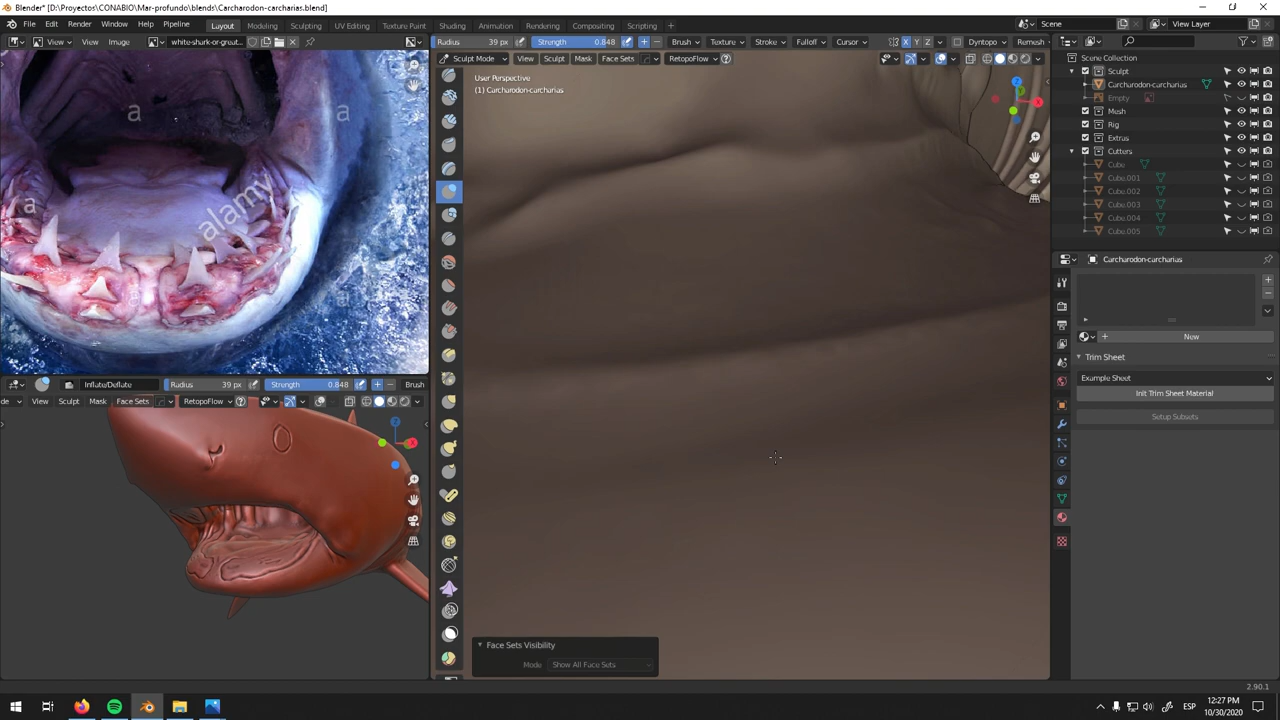 Blender* [D:\Proyectos\CONABIO\Mar-profundo\blends\Carcharodon-carcharias.blend]
File Edit Render Window Help Pipeline Layout Modeling Sculpting UV Editing Texture Paint Shading Animation Rendering Compositing Scripting Scene View Layer
View View Image white-shark-or-great... Radius 39 px Strength 0.848 Brush Texture Stroke Falloff Cursor X Y Z Dyntopo Remesh
Sculpt Mode View Sculpt Mask Face Sets RetopoFlow
User Perspective
(1) Carcharodon-carcharias
Scene Collection
Sculpt
Carcharodon-carcharias
Empty
Mesh
Rig
Extrus
Cutters
Cube
Cube.001
Cube.002
Cube.003
Cube.004
Cube.005
a
a
a
alamy
a
a
Carcharodon-carcharias
New
Trim Sheet
Example Sheet
Init Trim Sheet Material
Setup Subsets
Inflate/Deflate Radius 39 px Strength 0.848 Brush
de View Sculpt Mask Face Sets RetopoFlow
Z
X
Face Sets Visibility
Mode Show All Face Sets
2.90.1
ESP
12:27 PM
10/30/2020